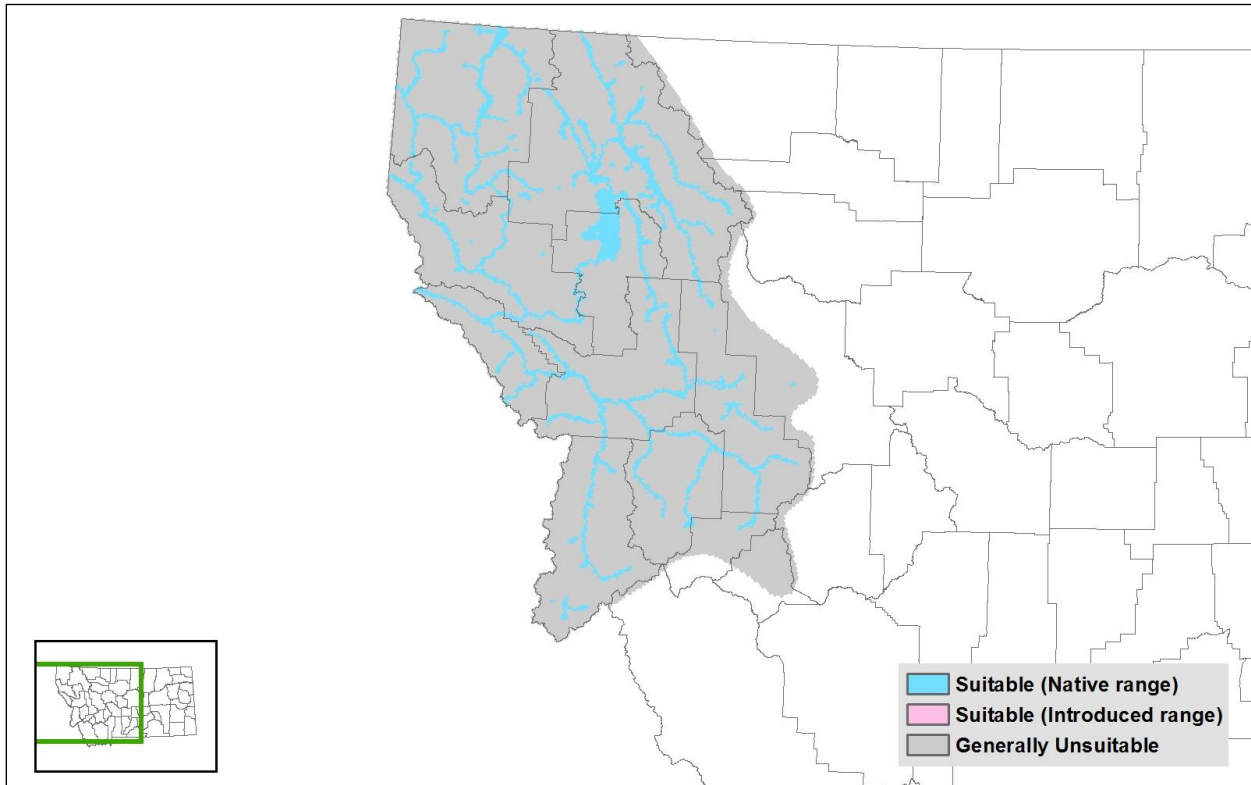 Suitable (Native range)
Suitable (Introduced range)
Generally Unsuitable